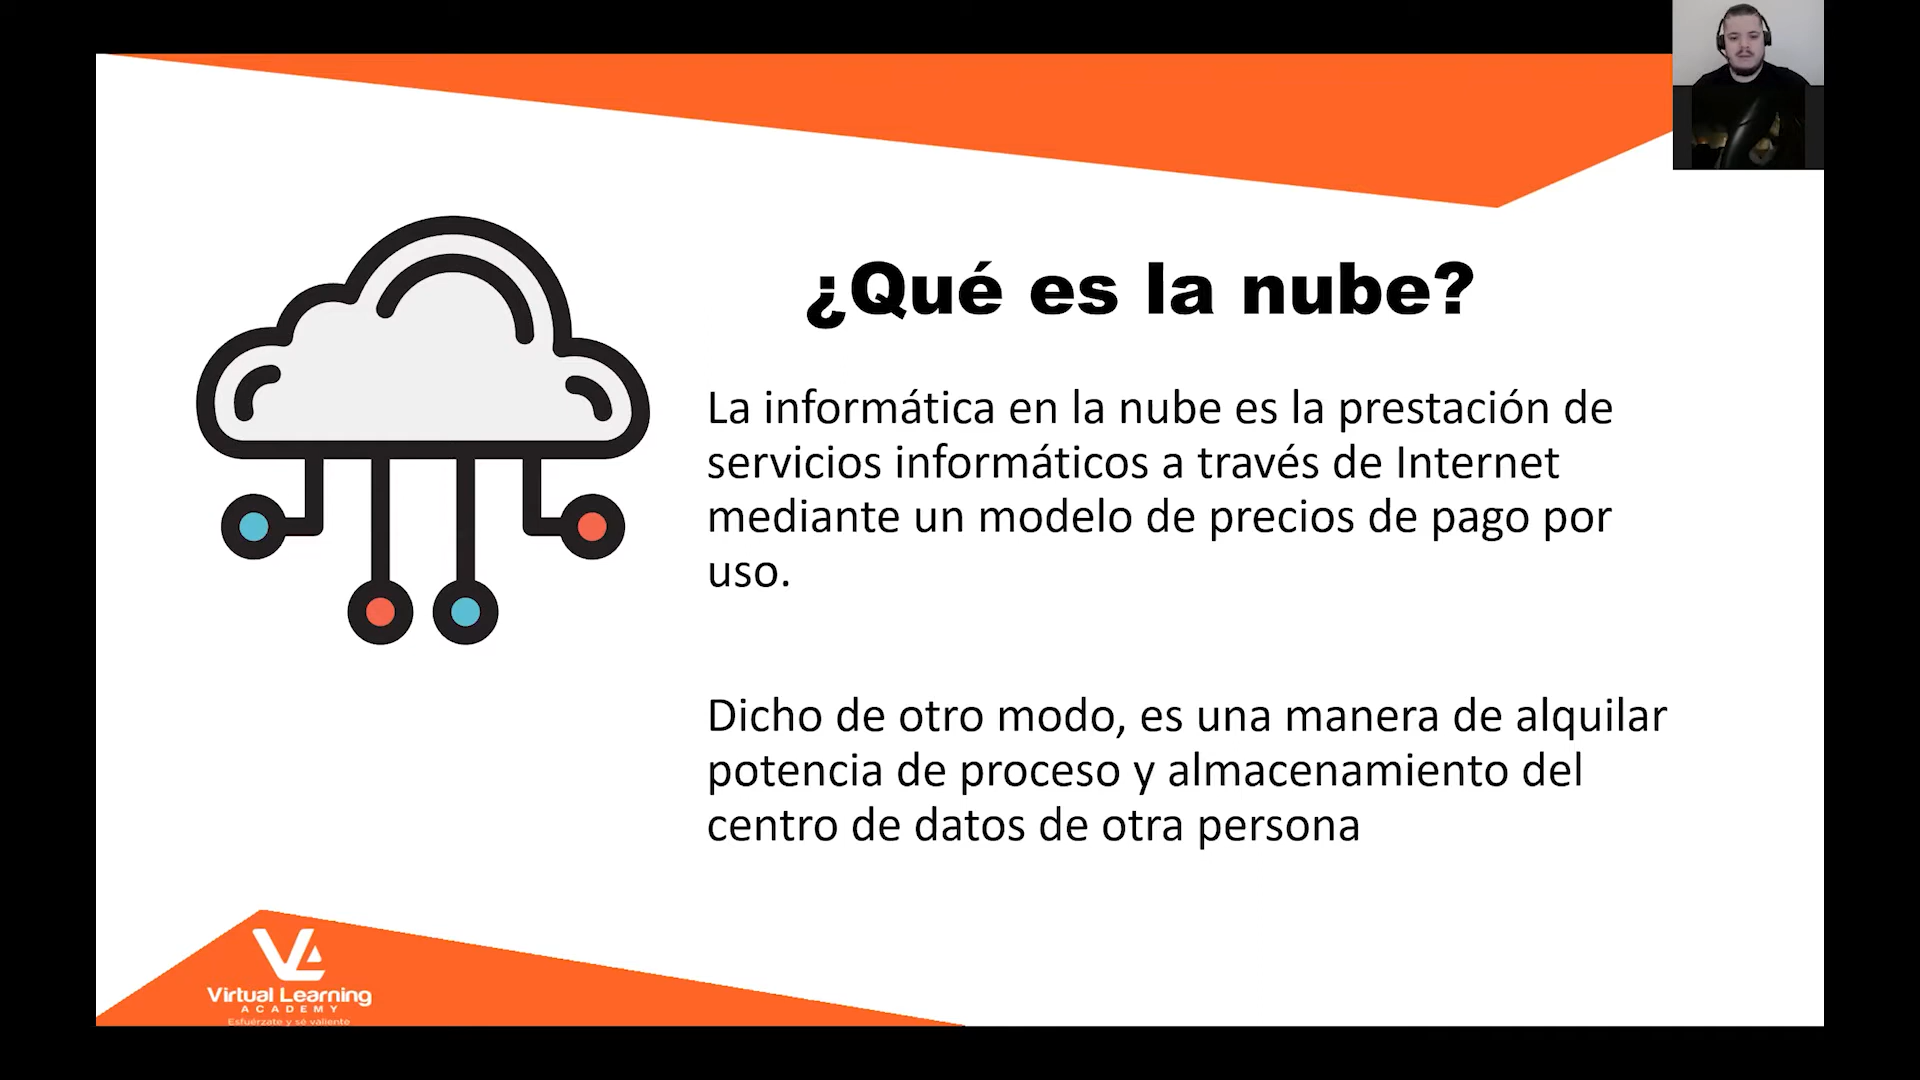 ¿Qué es la nube?
La informática en la nube es la prestación de
servicios informáticos a través de Internet
mediante un modelo de precios de pago por
uso.
Dicho de otro modo, es una manera de alquilar
potencia de proceso y almacenamiento del
centro de datos de otra persona
Virtual Learning
ACADEMY
Esfuérzate y sé valiente